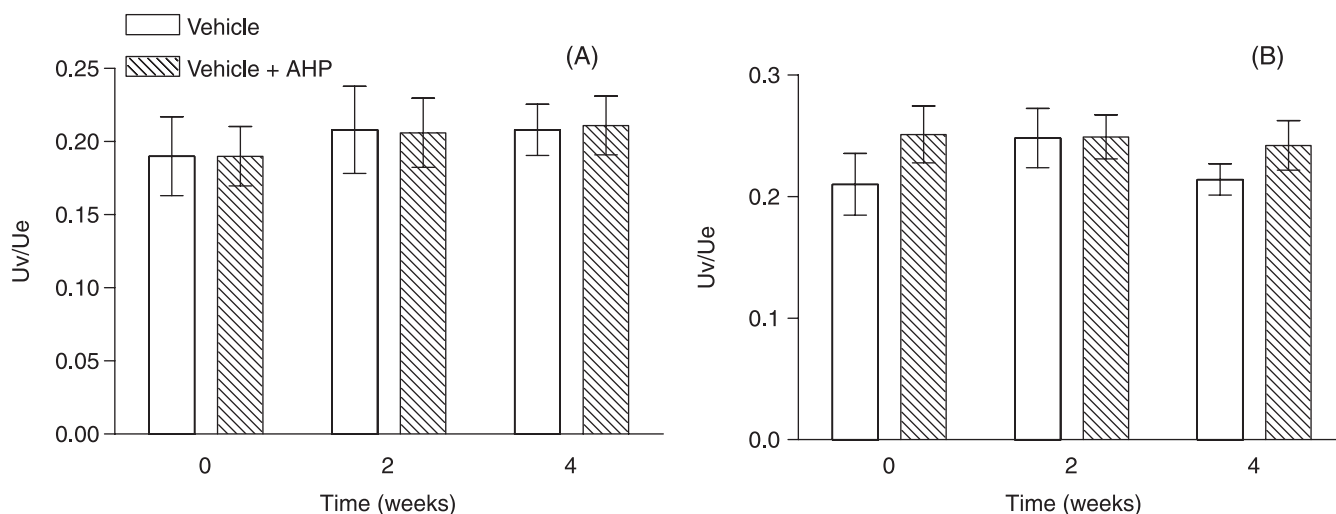 Vehicle
Vehicle + AHP
(A)
0.25
0.20
0.15
0.10
0.05
0.00
Uv/Ue
0 2 4
Time (weeks)
(B)
0.3
0.2
0.1
0.0
Uv/Ue
0 2 4
Time (weeks)